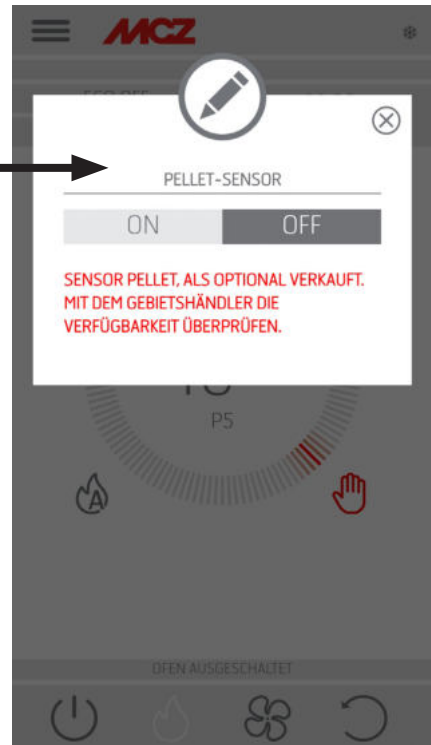 MCZ
PELLET-SENSOR
ON OFF
SENSOR PELLET, ALS OPTIONAL VERKAUFT.
MIT DEM GEBIETSHÄNDLER DIE
VERFÜGBARKEIT ÜBERPRÜFEN.
P5
A
OFEN AUSGESCHALTET